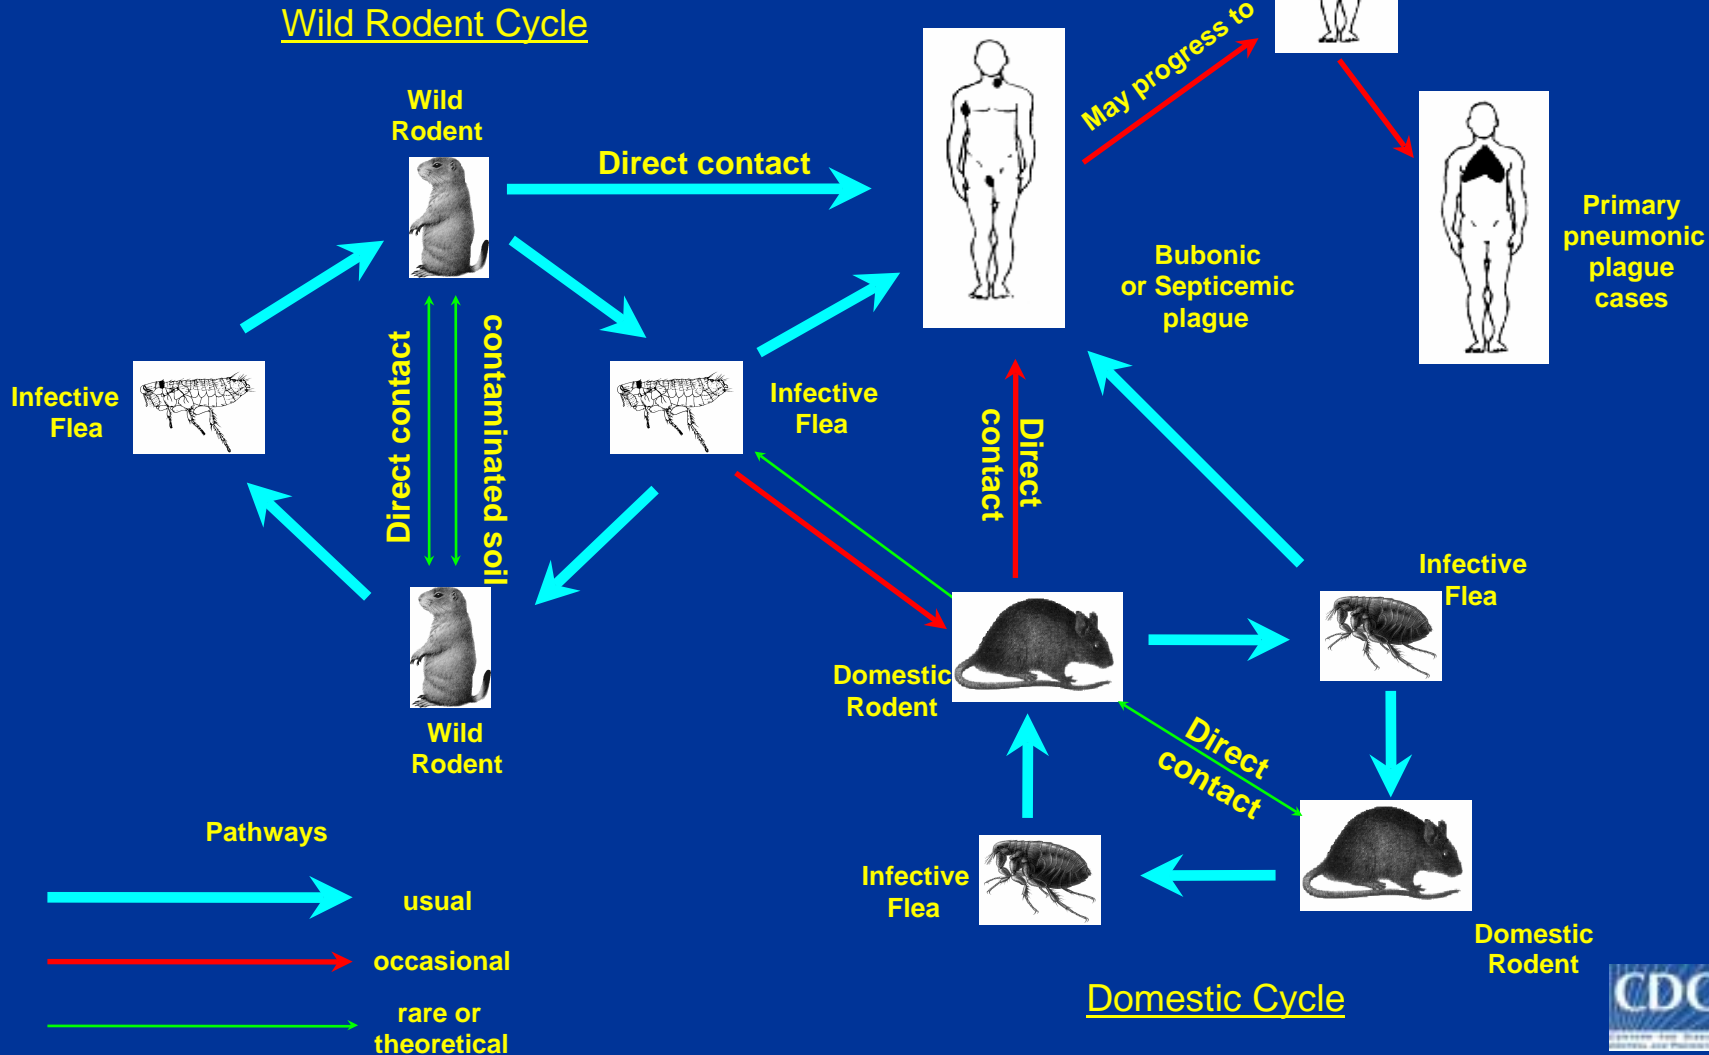 Wild Rodent Cycle
Wild
Rodent
Direct contact
May progress to
Primary
pneumonic
plague
cases
Bubonic
or Septicemic
plague
Infective
Flea
Direct contact
contaminated soil
Infective
Flea
Direct
contact
Infective
Flea
Domestic
Rodent
Wild
Rodent
Direct
contact
Pathways
usual
occasional
rare or
theoretical
Infective
Flea
Domestic
Rodent
Domestic Cycle
CDC